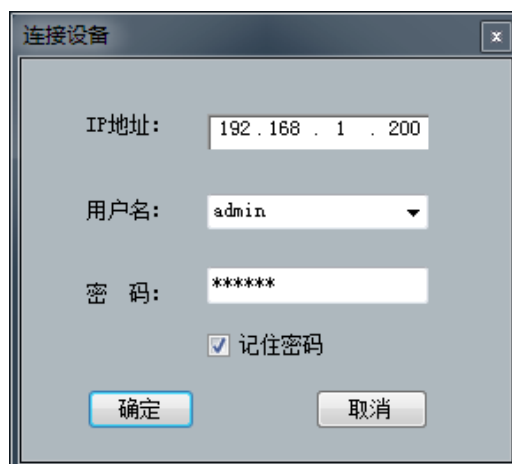 连接设备
IP地址： 192 . 168 . 1 . 200
用户名： admin
密 码： ******
记住密码
确定 取消